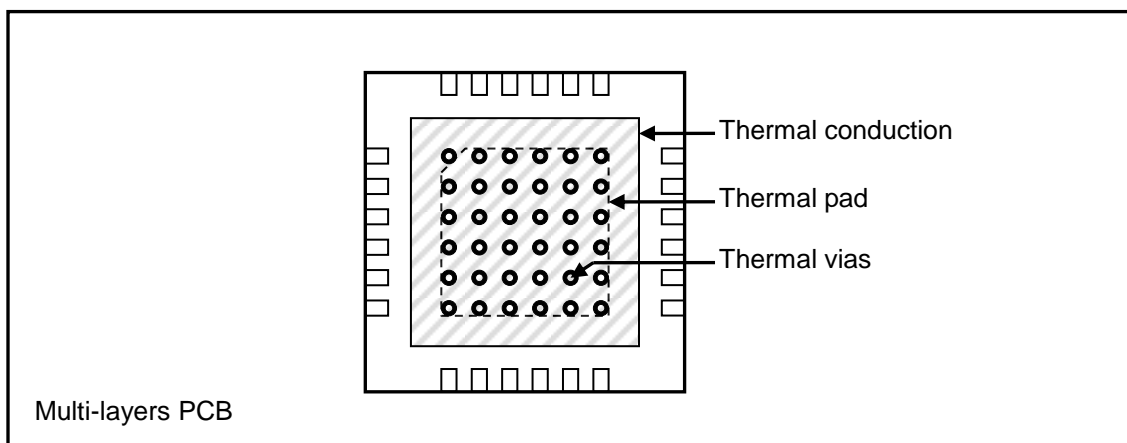 Thermal conduction
Thermal pad
Thermal vias
Multi-layers PCB